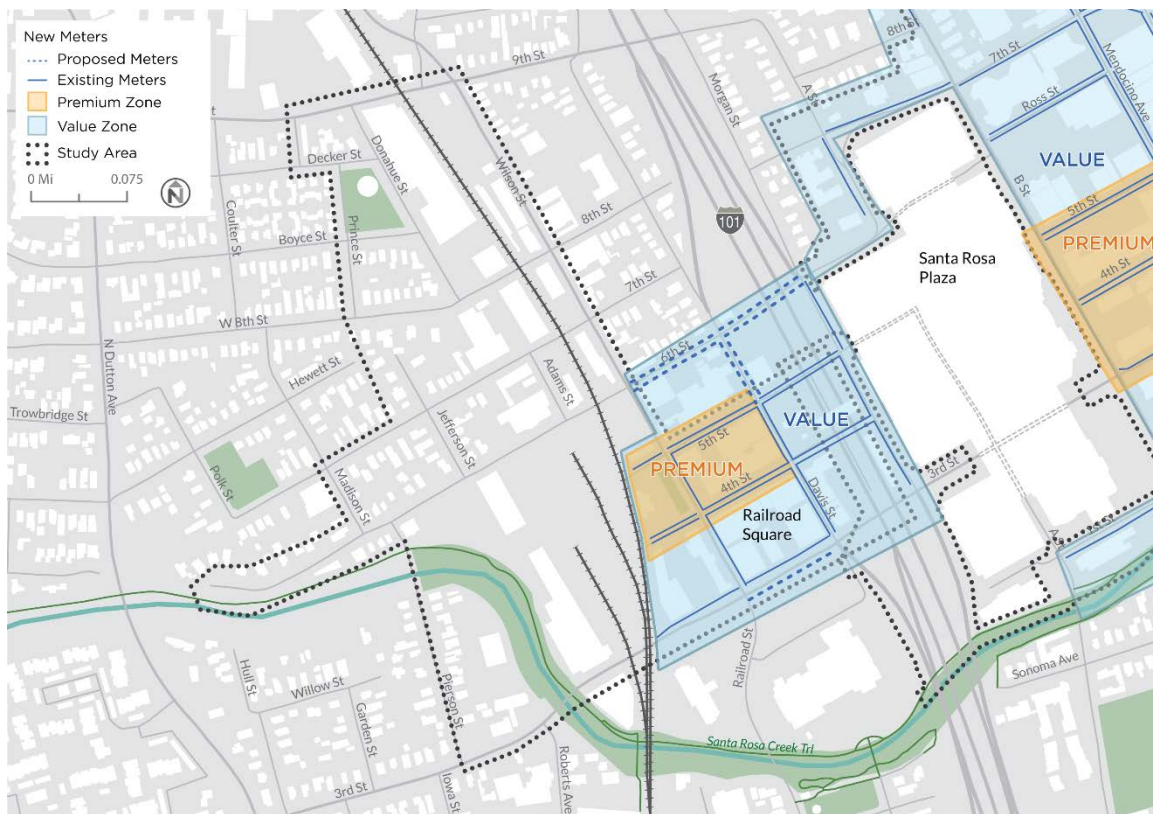 New Meters
Proposed Meters
Existing Meters
Premium Zone
Value Zone
Study Area
0 Mi 0.075
N
9th St
8th St
7th St
Mendocino Ave
Ross St
A St
Morgan St
VALUE
B St
5th St
PREMIUM
4th St
101
Santa Rosa
Plaza
Decker St
Donahue St
Wilson St
8th St
Coulter St
Prince St
Boyce St
7th St
W 8th St
N Dutton Ave
Hewett St
6th St
Adams St
Trowbridge St
Jefferson St
VALUE
5th St
PREMIUM
4th St
3rd St
Polk St
Madison St
Davis St
Railroad
Square
Railroad St
Sonoma Ave
Hull St
Willow St
Garden St
Pierson St
Santa Rosa Creek Trl
3rd St
Iowa St
Roberts Ave